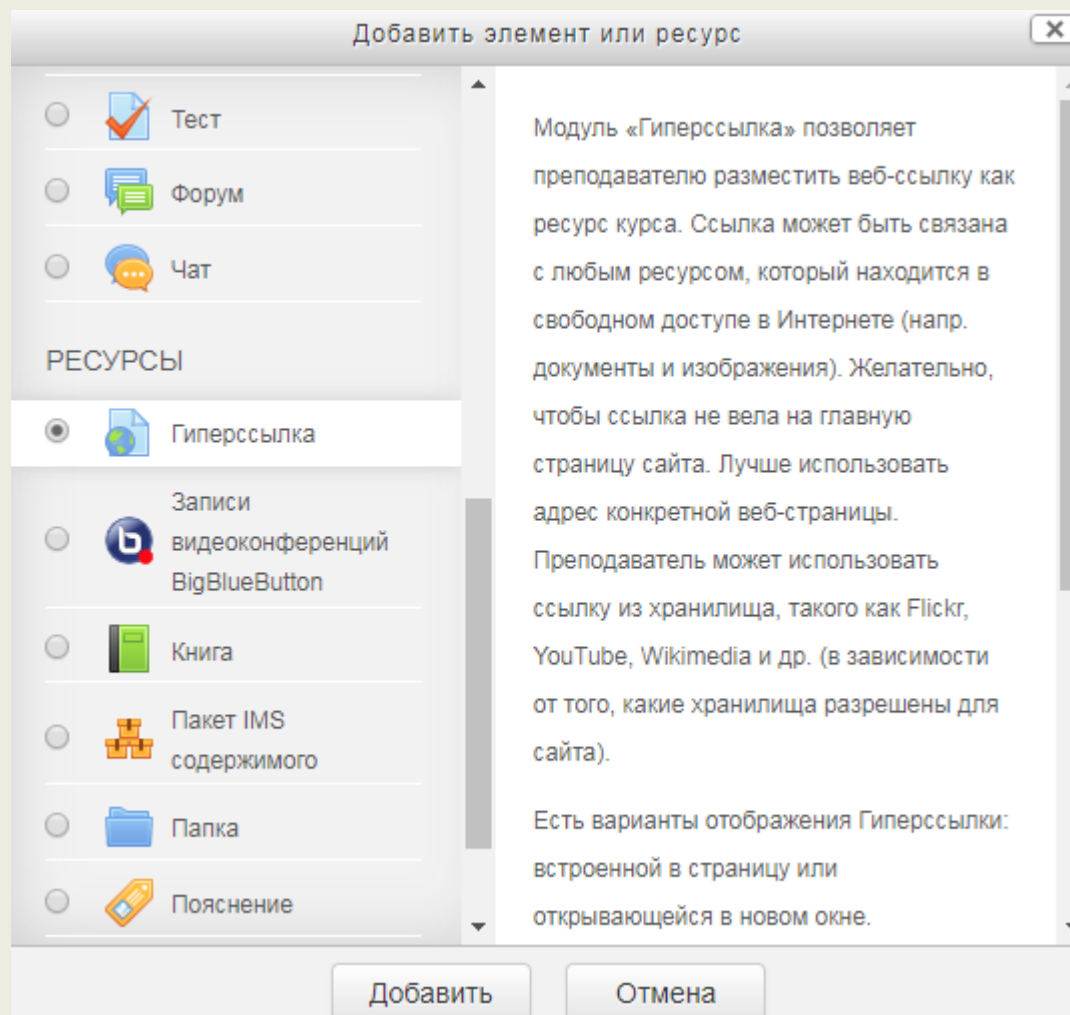 Добавить элемент или ресурс
Тест
Форум
Чат
РЕСУРСЫ
Гиперссылка
Записи
видеоконференций
BigBlueButton
Книга
Пакет IMS
содержимого
Папка
Пояснение
Модуль «Гиперссылка» позволяет
преподавателю разместить веб-ссылку как
ресурс курса. Ссылка может быть связана
с любым ресурсом, который находится в
свободном доступе в Интернете (напр.
документы и изображения). Желательно,
чтобы ссылка не вела на главную
страницу сайта. Лучше использовать
адрес конкретной веб-страницы.
Преподаватель может использовать
ссылку из хранилища, такого как Flickr,
YouTube, Wikimedia и др. (в зависимости
от того, какие хранилища разрешены для
сайта).
Есть варианты отображения Гиперссылки:
встроенной в страницу или
открывающейся в новом окне.
Добавить
Отмена